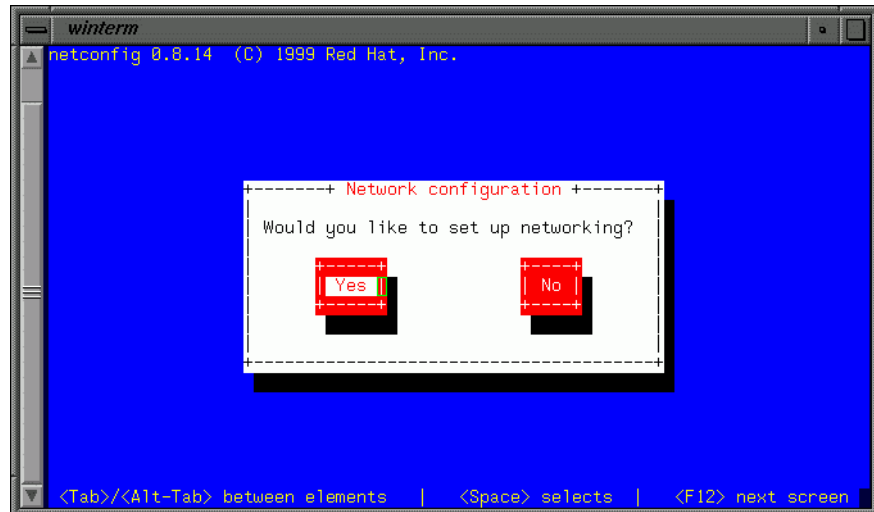 winterm
netconfig 0.8.14 (C) 1999 Red Hat, Inc.
Network configuration
Would you like to set up networking?
Yes No
<Tab>/<Alt-Tab> between elements | <Space> selects | <F12> next screen